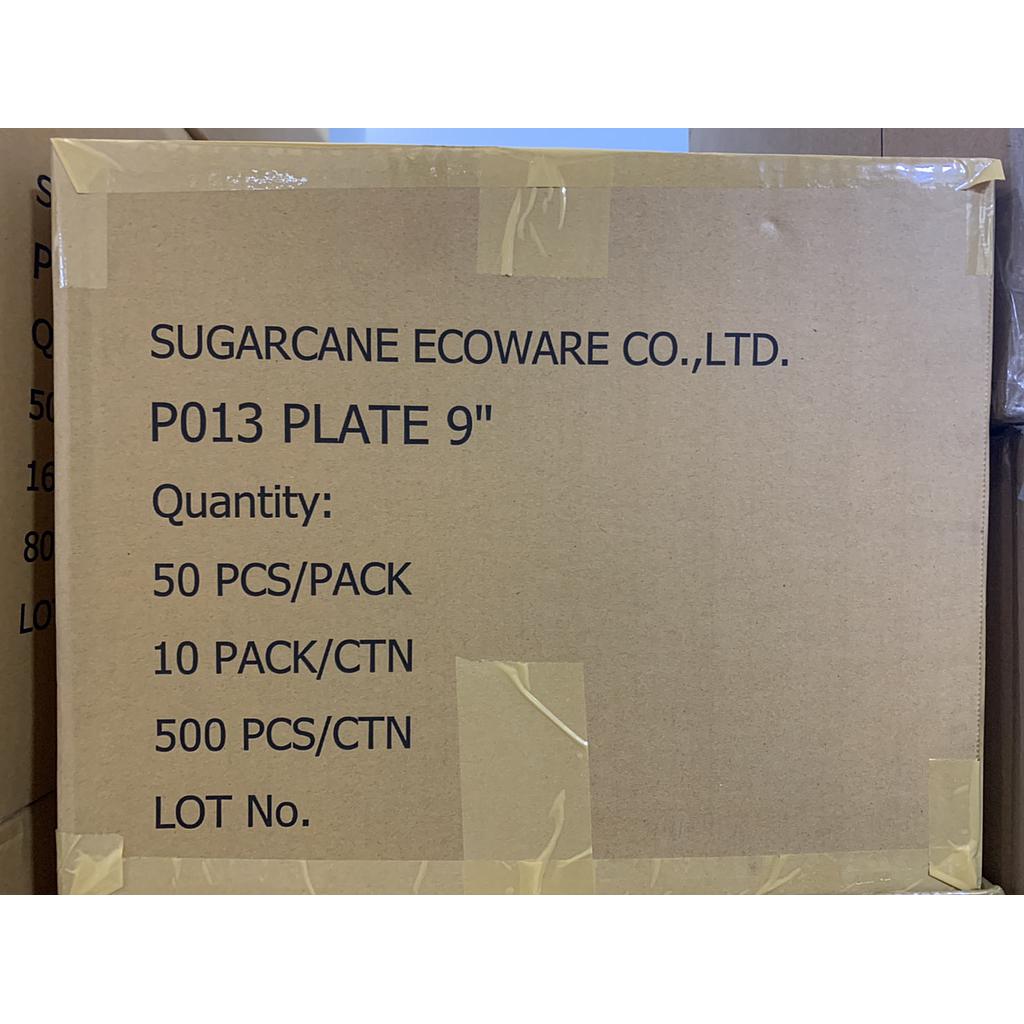 SUGARCANE ECOWARE CO.,LTD.
P013 PLATE 9"
Quantity:
50 PCS/PACK
10 PACK/CTN
500 PCS/CTN
LOT No.